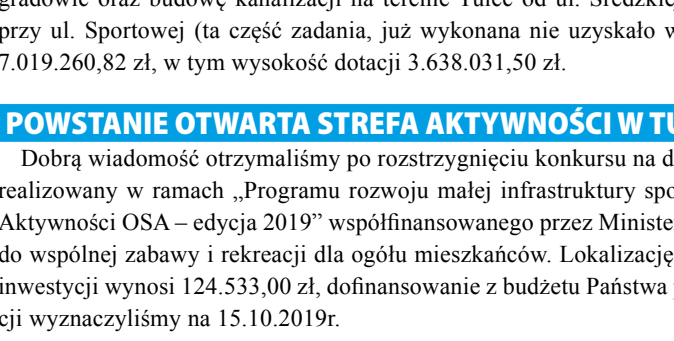 gradowie oraz budowę kanalizacji na terenie Tulec od ul.
przy ul. Sportowej (ta część zadania, już wykonana nie uzyskało
7.019.260,82 zł, w tym wysokość dotacji 3.638.031,50 zł.
POWSTANIE OTWARTA STREFA AKTYWNOŚCI W TU
Dobrą wiadomość otrzymaliśmy po rozstrzygnięciu konkursu na d
realizowany w ramach „Programu rozwoju małej infrastruktury spo
Aktywności OSA – edycja 2019” współfinansowanego przez Minister
do wspólnej zabawy i rekreacji dla ogółu mieszkańców. Lokalizację
inwestycji wynosi 124.533,00 zł, dofinansowanie z budżetu Państwa
cji wyznaczyliśmy na 15.10.2019r.